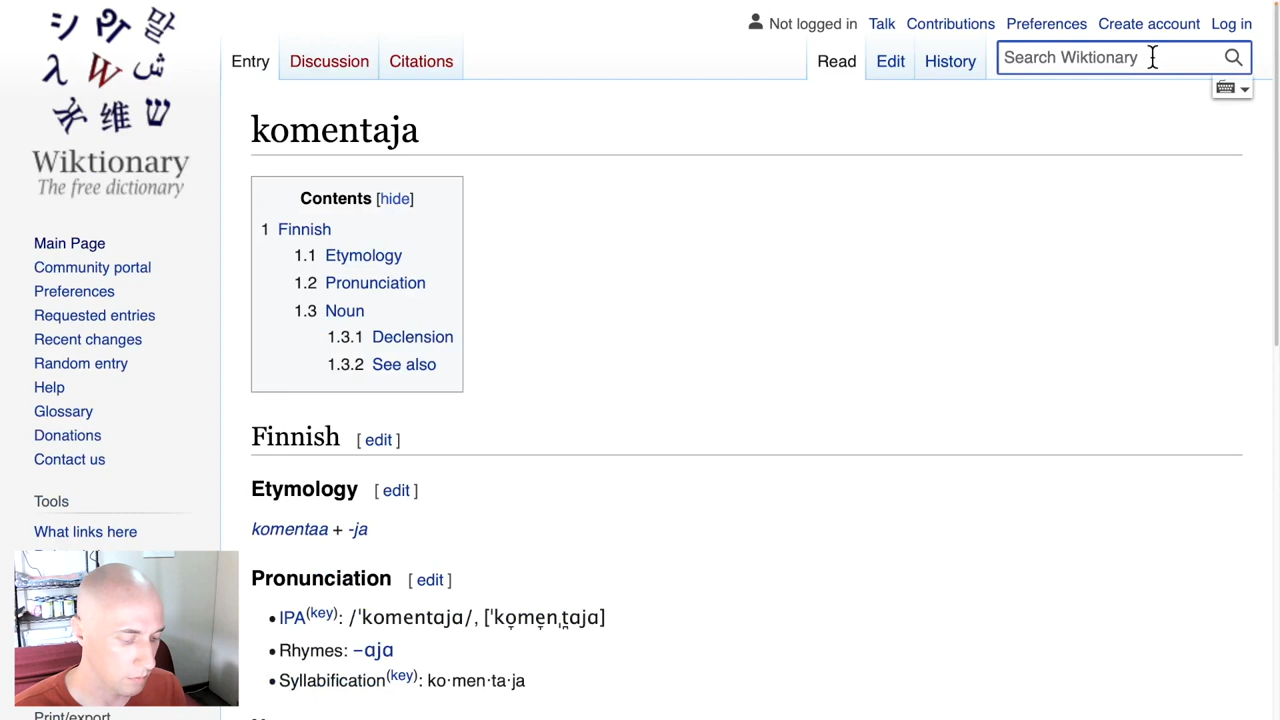 シ
말
λ
W
ش
维
ש
Wiktionary
The free dictionary
Not logged in Talk Contributions Preferences Create account Log in
Entry Discussion Citations Read Edit History Search Wiktionary
komentaja
Contents [hide]
1 Finnish
1.1 Etymology
1.2 Pronunciation
1.3 Noun
1.3.1 Declension
1.3.2 See also
Main Page
Community portal
Preferences
Requested entries
Recent changes
Random entry
Help
Glossary
Donations
Contact us
Tools
What links here
Print/export
Finnish [ edit ]
Etymology [ edit ]
komentaa + -ja
Pronunciation [ edit ]
• IPA(key): /ˈkomentɑjɑ/, [ˈko̞me̞n̪ˌt̪ɑjɑ]
• Rhymes: -ɑjɑ
• Syllabification(key): ko‧men‧ta‧ja